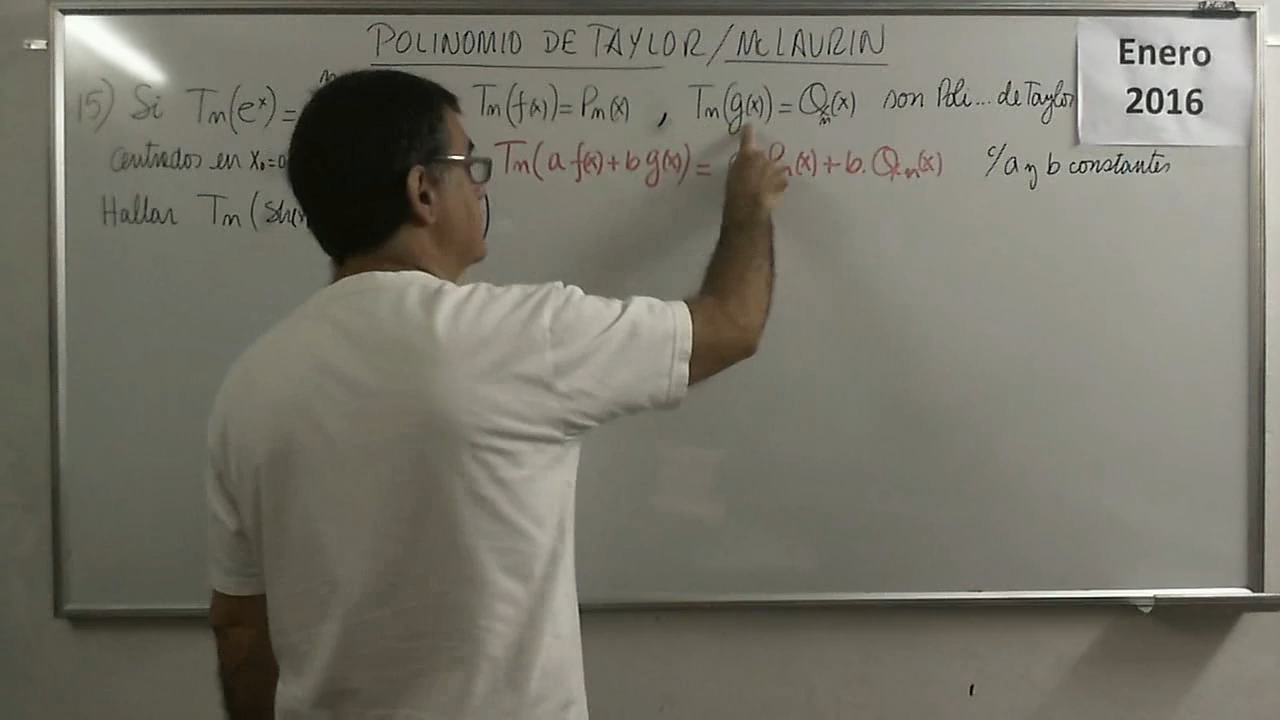 POLINOMIO DE TAYLOR/MCLAURIN
Enero
2016
15) Si Tn(e^x)= Tn(f(x))=Pn(x) , Tn(g(x))=Qn(x) son Poli... de Taylor
Centrados en x₀=0 Tn(a f(x)+b g(x))= Pn(x)+b.Qn(x) c/a y b constantes
Hallar Tn(